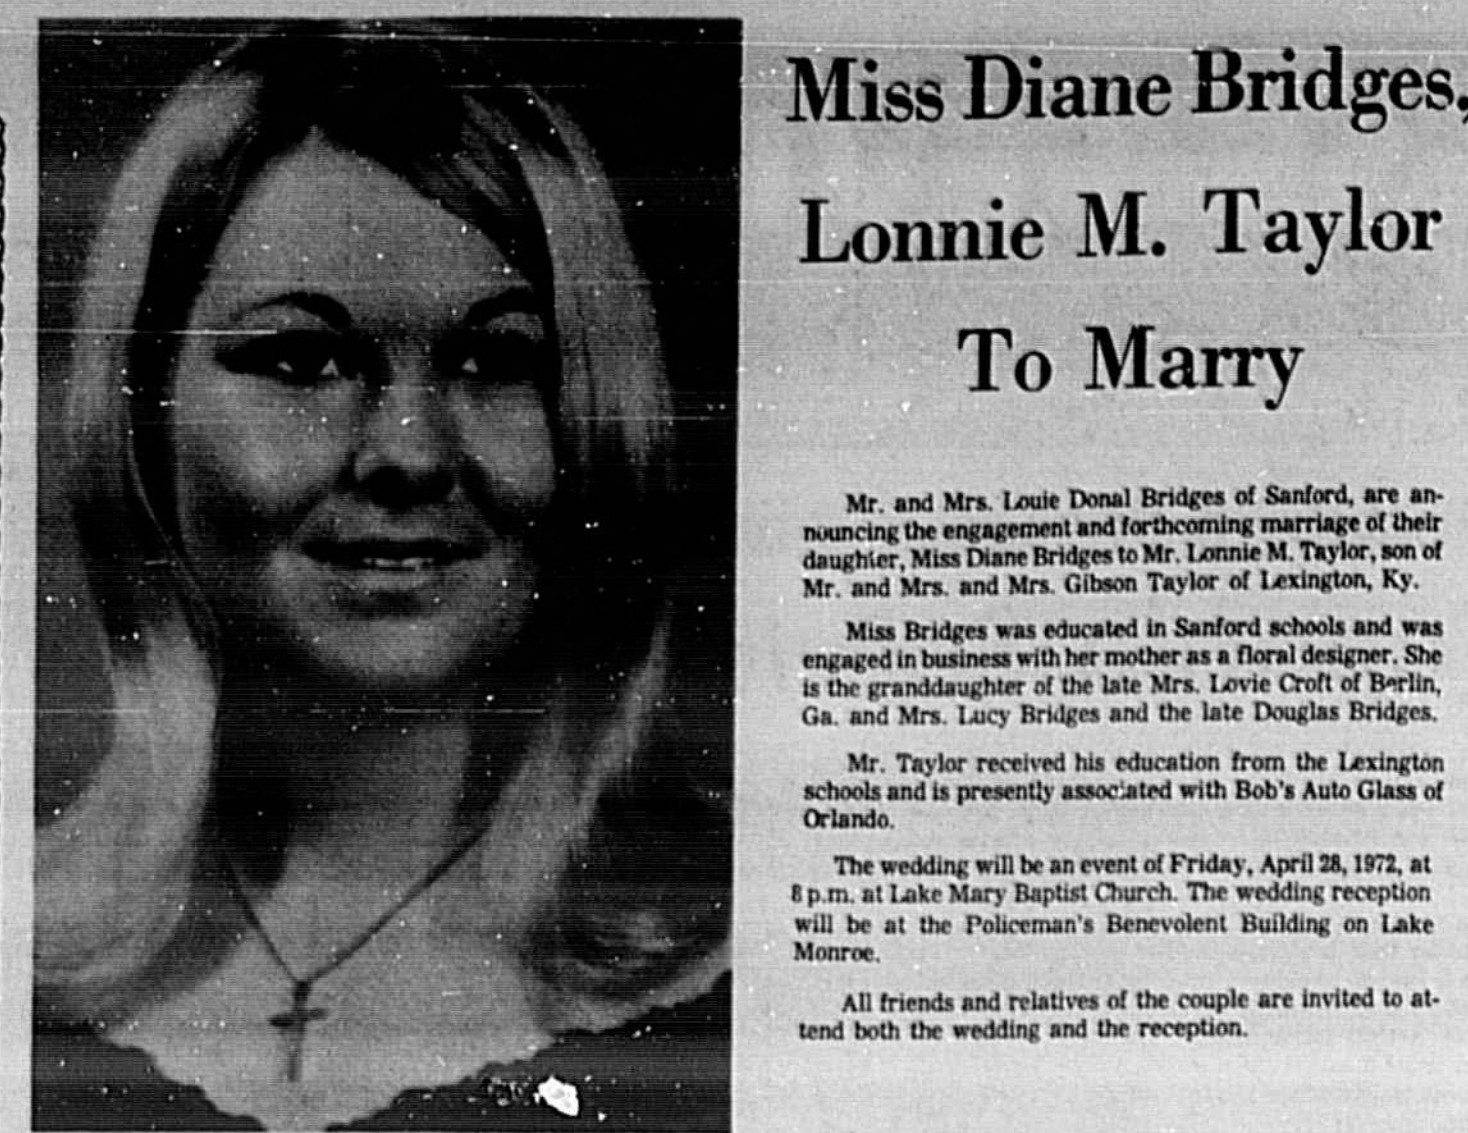 Miss Diane Bridges,
Lonnie M. Taylor
To Marry
Mr. and Mrs. Louie Donal Bridges of Sanford, are an-
nouncing the engagement and forthcoming marriage of their
daughter, Miss Diane Bridges to Mr. Lonnie M. Taylor, son of
Mr. and Mrs. and Mrs. Gibson Taylor of Lexington, Ky.
Miss Bridges was educated in Sanford schools and was
engaged in business with her mother as a floral designer. She
is the granddaughter of the late Mrs. Lovie Croft of Berlin,
Ga. and Mrs. Lucy Bridges and the late Douglas Bridges.
Mr. Taylor received his education from the Lexington
schools and is presently associated with Bob's Auto Glass of
Orlando.
The wedding will be an event of Friday, April 28, 1972, at
8 p.m. at Lake Mary Baptist Church. The wedding reception
will be at the Policeman's Benevolent Building on Lake
Monroe.
All friends and relatives of the couple are invited to at-
tend both the wedding and the reception.